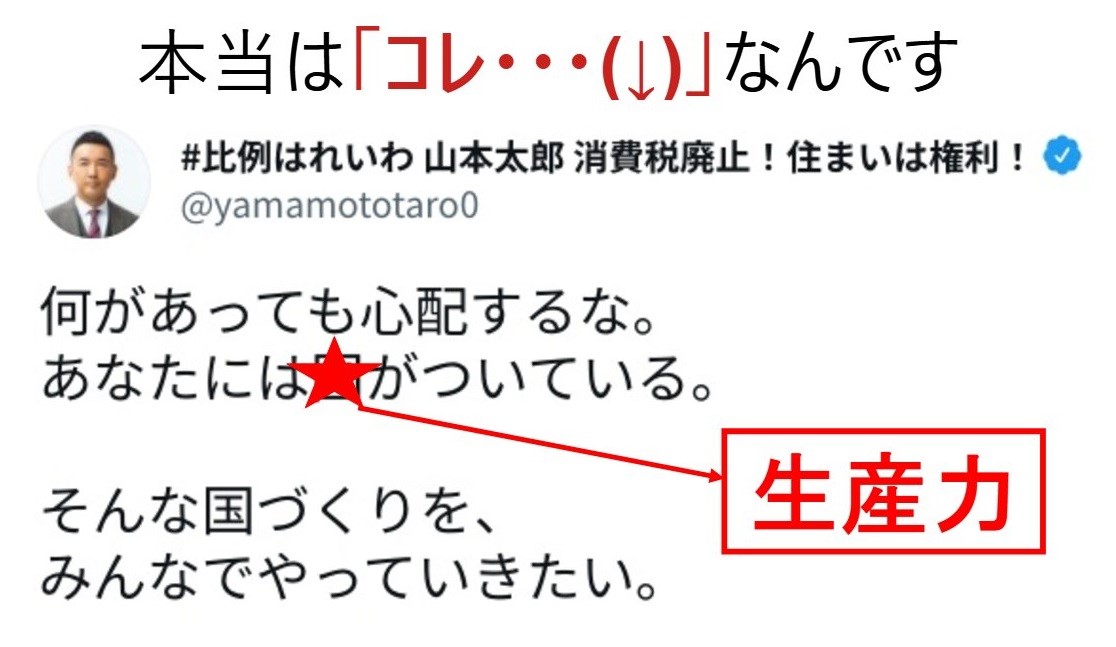 本当は「コレ・・・(↓)」なんです
#比例はれいわ 山本太郎 消費税廃止！住まいは権利！
@yamamototaro0
何があっても心配するな。
あなたには国がついている。
生産力
そんな国づくりを、
みんなでやっていきたい。